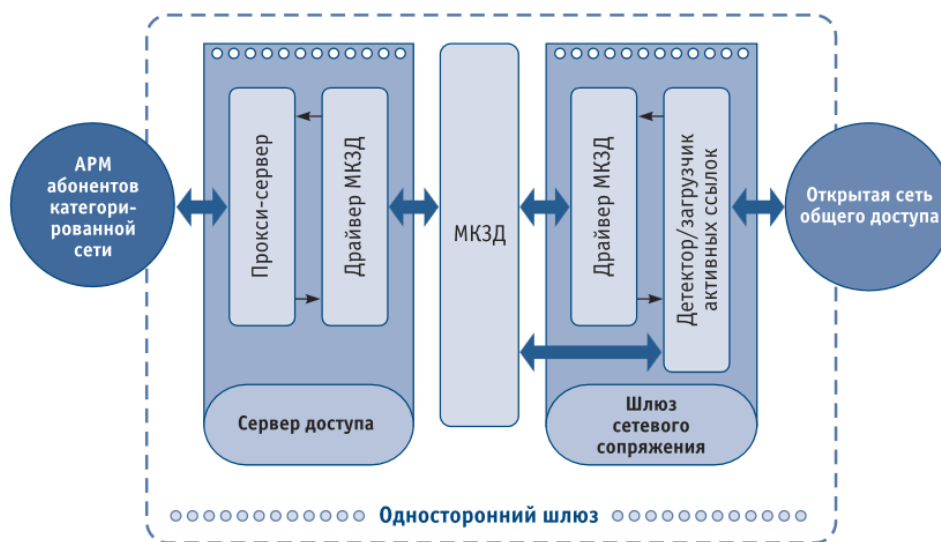 АРМ
абонентов
категори-
рованной
сети
Прокси-сервер
Драйвер МКЗД
Сервер доступа
МКЗД
Драйвер МКЗД
Детектор/загрузчик
активных ссылок
Шлюз
сетевого
сопряжения
Открытая сеть
общего доступа
Односторонний шлюз